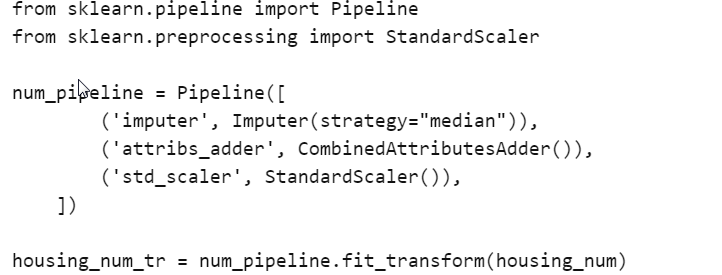 from sklearn.pipeline import Pipeline
from sklearn.preprocessing import StandardScaler

num_pipeline = Pipeline([
        ('imputer', Imputer(strategy="median")),
        ('attribs_adder', CombinedAttributesAdder()),
        ('std_scaler', StandardScaler()),
    ])

housing_num_tr = num_pipeline.fit_transform(housing_num)